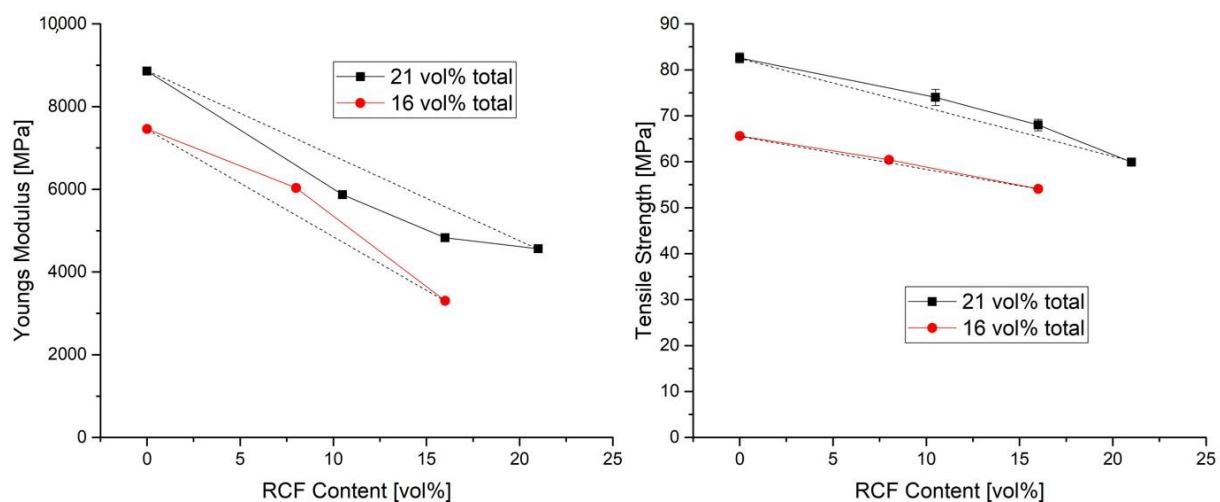 10,000
8000
6000
4000
2000
0
Youngs Modulus [MPa]
21 vol% total
16 vol% total
0 5 10 15 20 25
RCF Content [vol%]
90
80
70
60
50
40
30
20
10
0
Tensile Strength [MPa]
21 vol% total
16 vol% total
0 5 10 15 20 25
RCF Content [vol%]